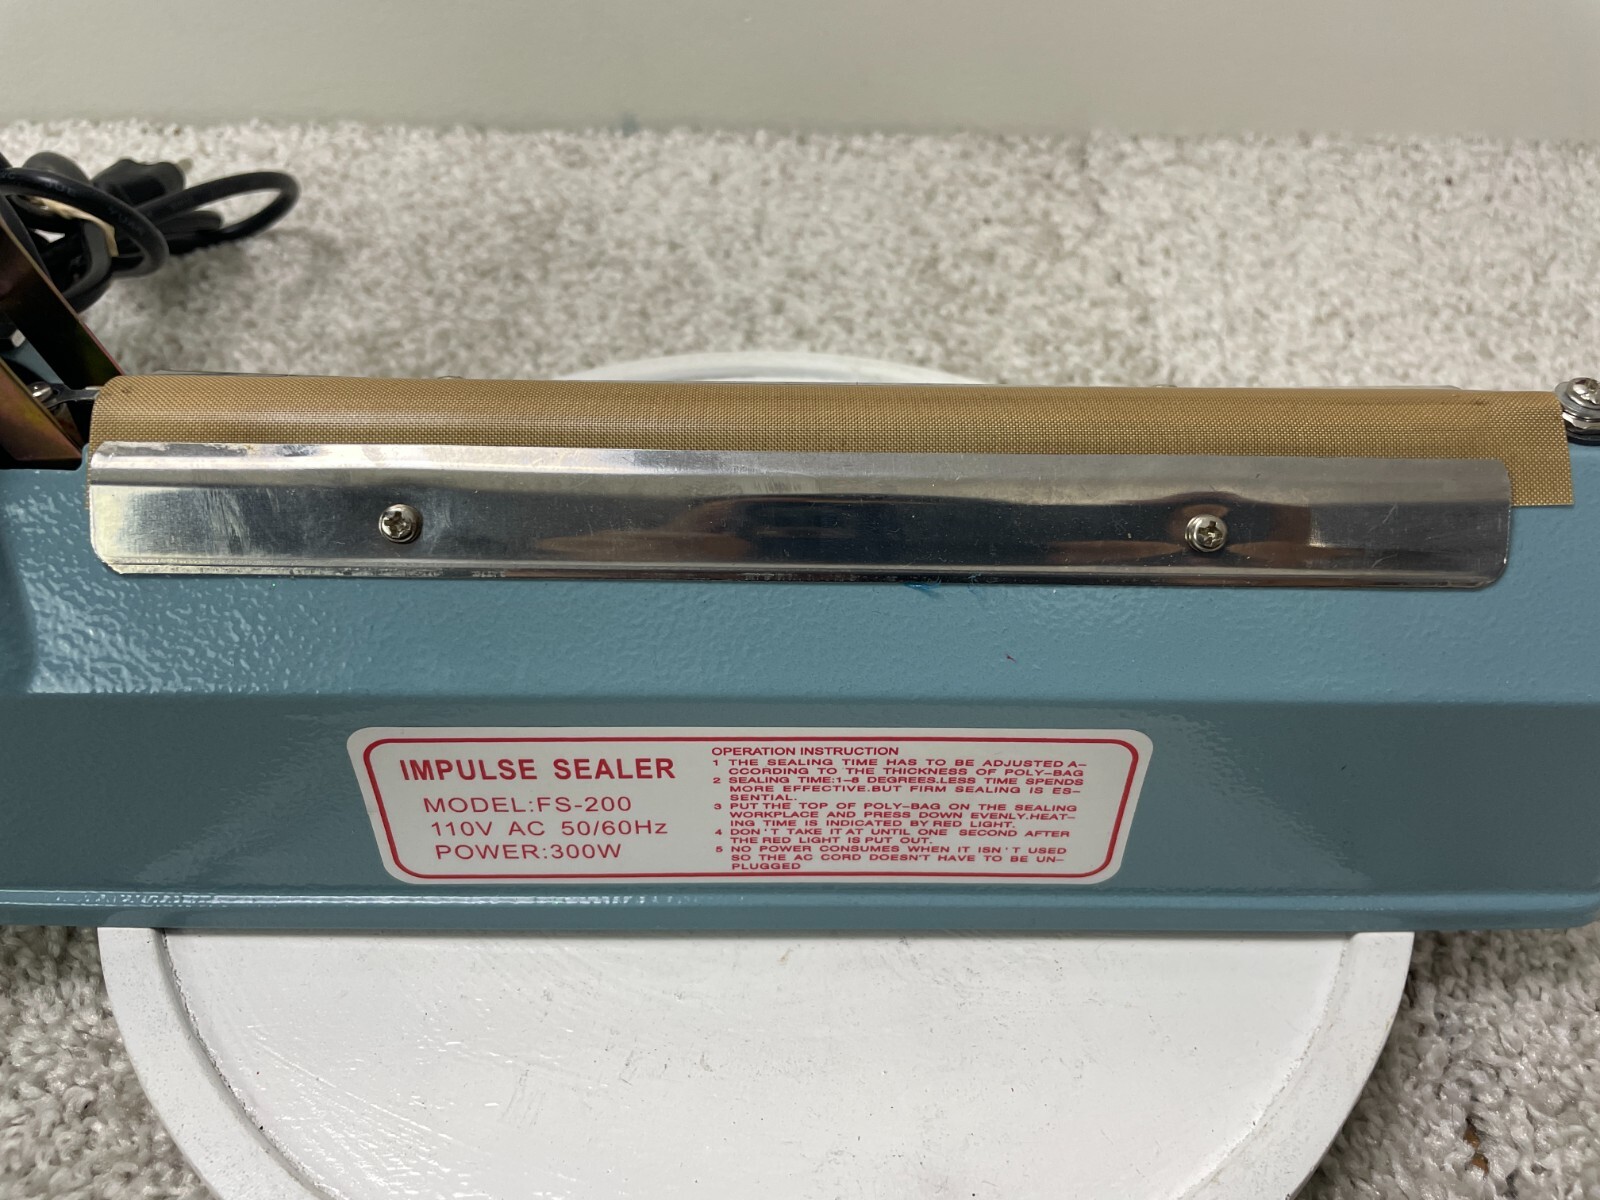 IMPULSE SEALER
MODEL:FS-200
110V AC 50/60Hz
POWER:300W
OPERATION INSTRUCTION
1 THE SEALING TIME HAS TO BE ADJUSTED A-
CCORDING TO THE THICKNESS OF POLY-BAG
2 SEALING TIME:1-8 DEGREES.LESS TIME SPENDS
MORE EFFECTIVE.BUT FIRM SEALING IS ES-
SENTIAL.
3 PUT THE TOP OF POLY-BAG ON THE SEALING
WORKPLACE AND PRESS DOWN EVENLY.HEAT-
ING TIME IS INDICATED BY RED LIGHT.
4 DON'T TAKE IT AT UNTIL ONE SECOND AFTER
THE RED LIGHT IS PUT OUT.
5 NO POWER CONSUMES WHEN IT ISN'T USED
SO THE AC CORD DOESN'T HAVE TO BE UN-
PLUGGED